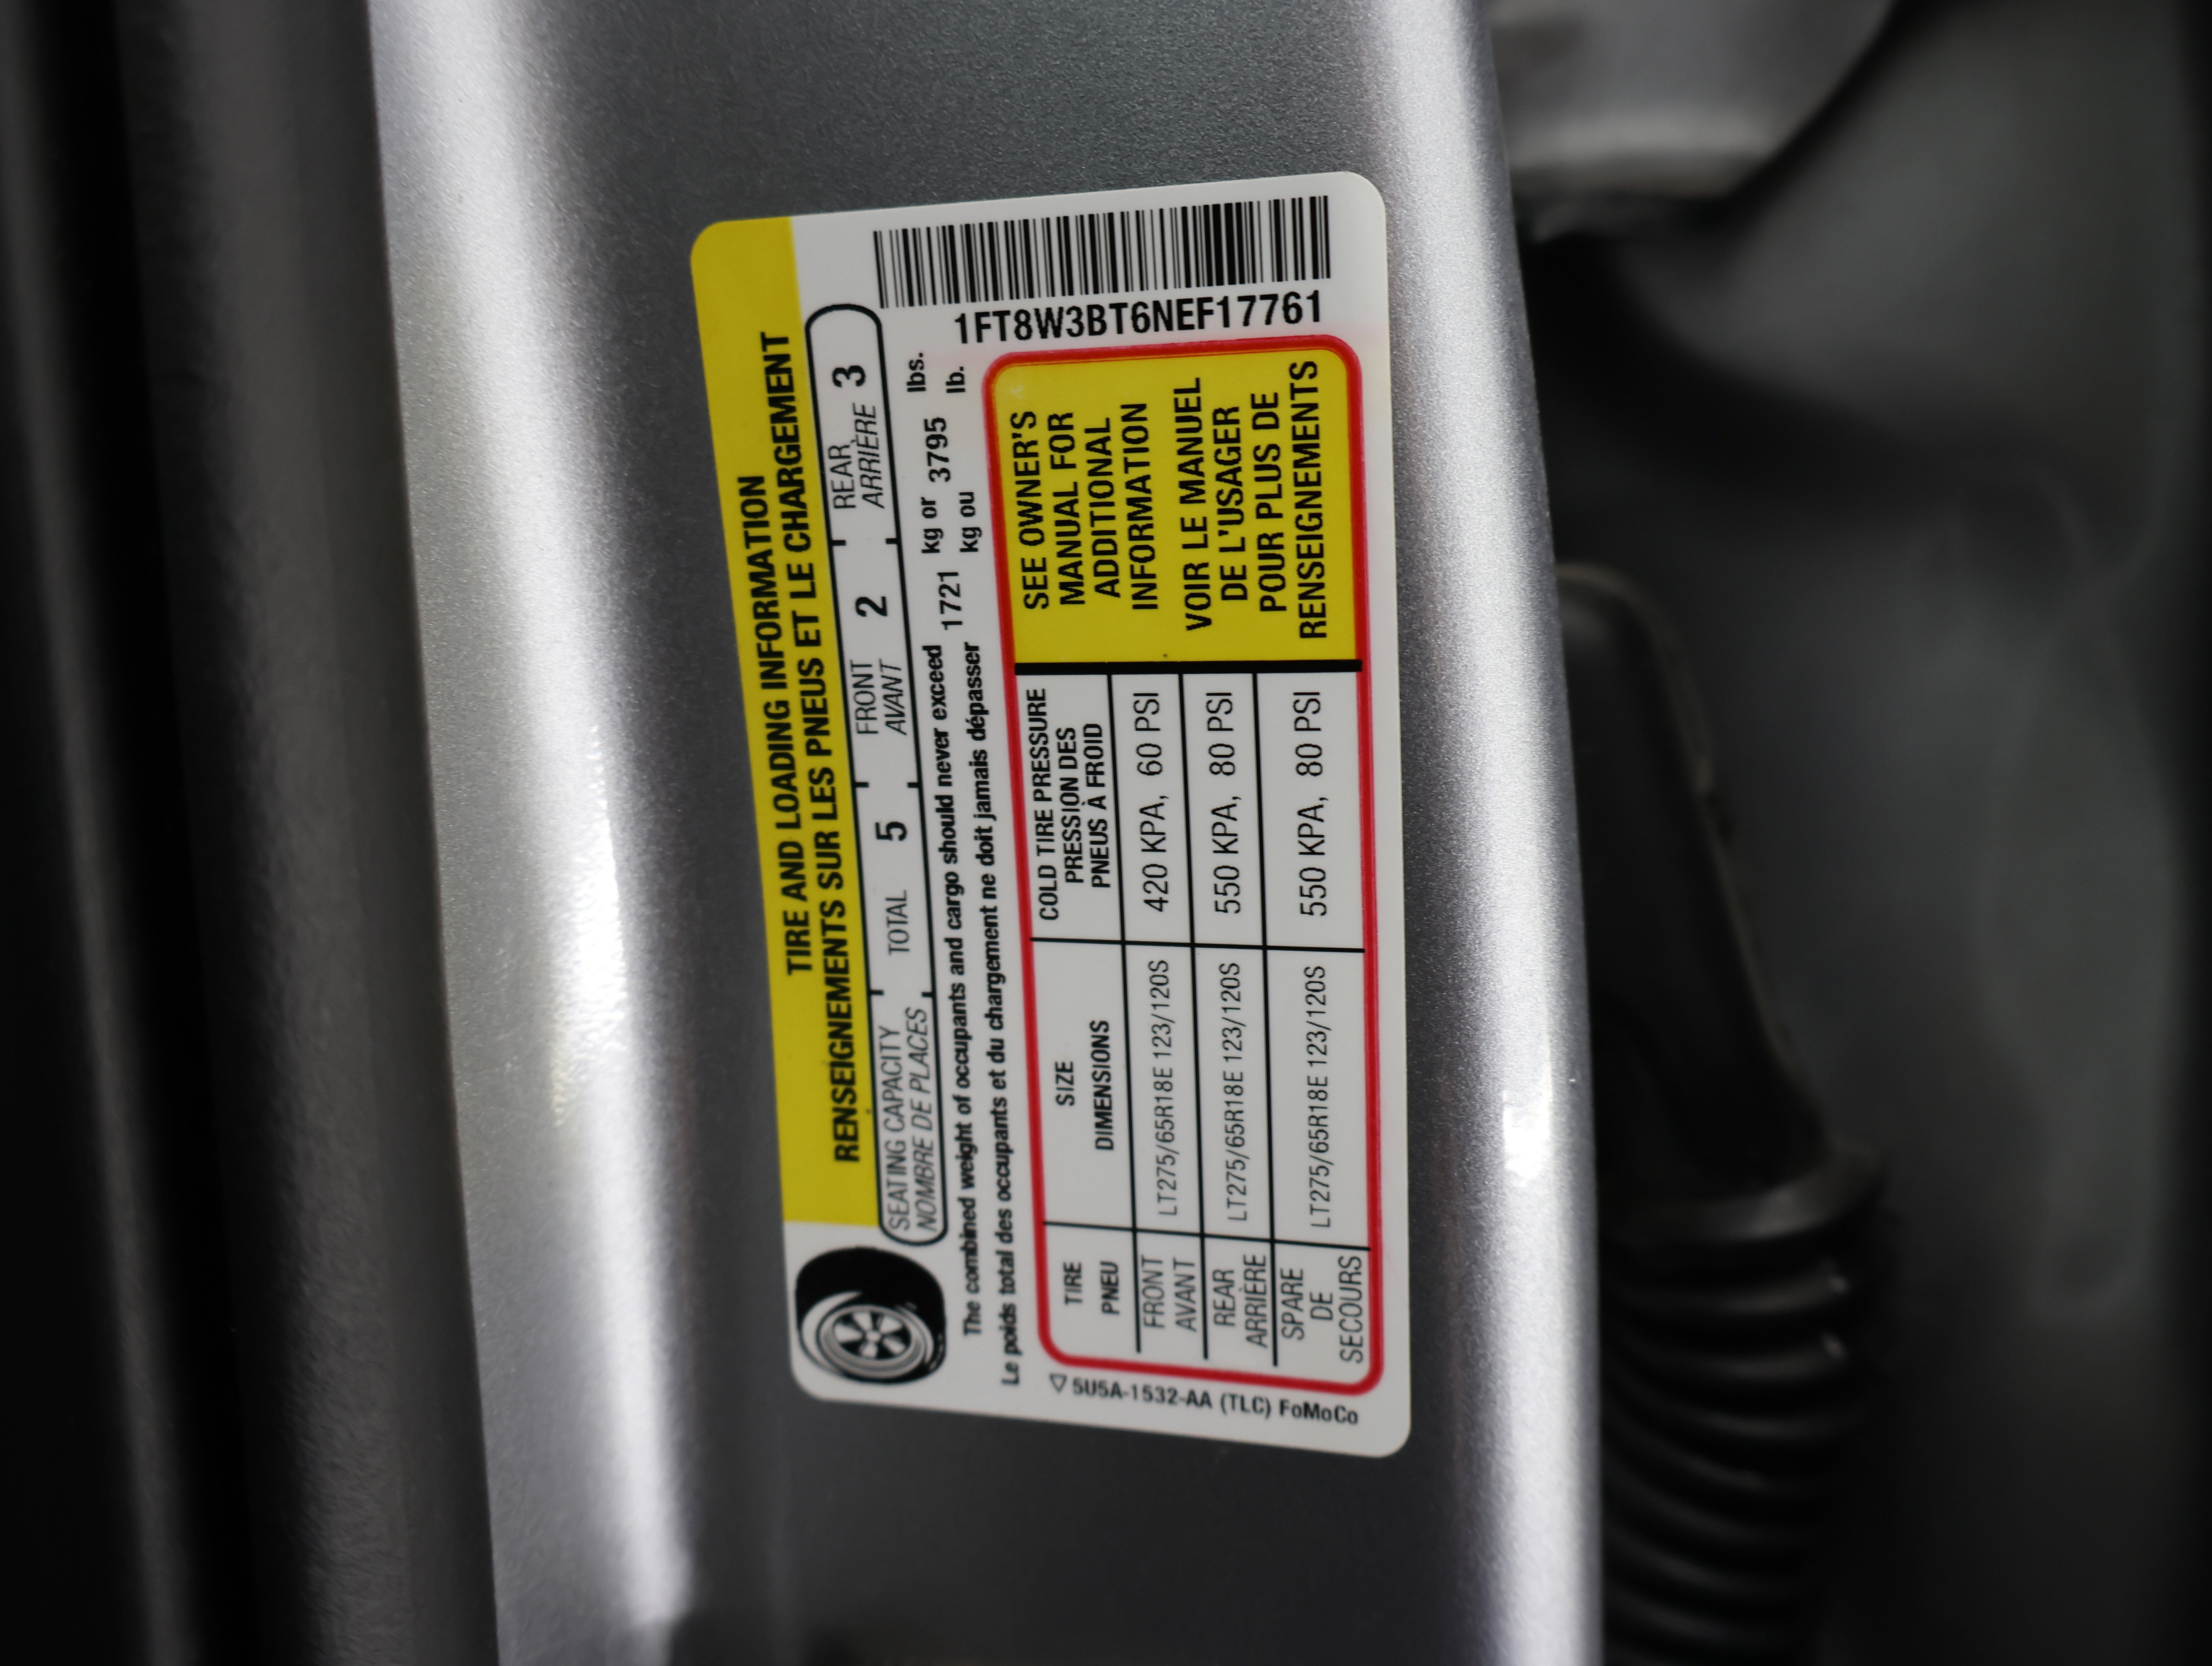 TIRE AND LOADING INFORMATION
RENSEIGNEMENTS SUR LES PNEUS ET LE CHARGEMENT
SEATING CAPACITY TOTAL 5 FRONT 2 REAR 3
NOMBRE DE PLACES AVANT ARRIÈRE
The combined weight of occupants and cargo should never exceed 1721 kg or 3795 lbs.
Le poids total des occupants et du chargement ne doit jamais dépasser kg ou lb.
1FT8W3BT6NEF17761
TIRE SIZE COLD TIRE PRESSURE
PNEU DIMENSIONS PRESSION DES
PNEUS À FROID
FRONT LT275/65R18E 123/120S 420 KPA, 60 PSI
AVANT
REAR LT275/65R18E 123/120S 550 KPA, 80 PSI
ARRIÈRE
SPARE LT275/65R18E 123/120S 550 KPA, 80 PSI
DE
SECOURS
SEE OWNER'S
MANUAL FOR
ADDITIONAL
INFORMATION
VOIR LE MANUEL
DE L'USAGER
POUR PLUS DE
RENSEIGNEMENTS
5U5A-1532-AA (TLC) FoMoCo